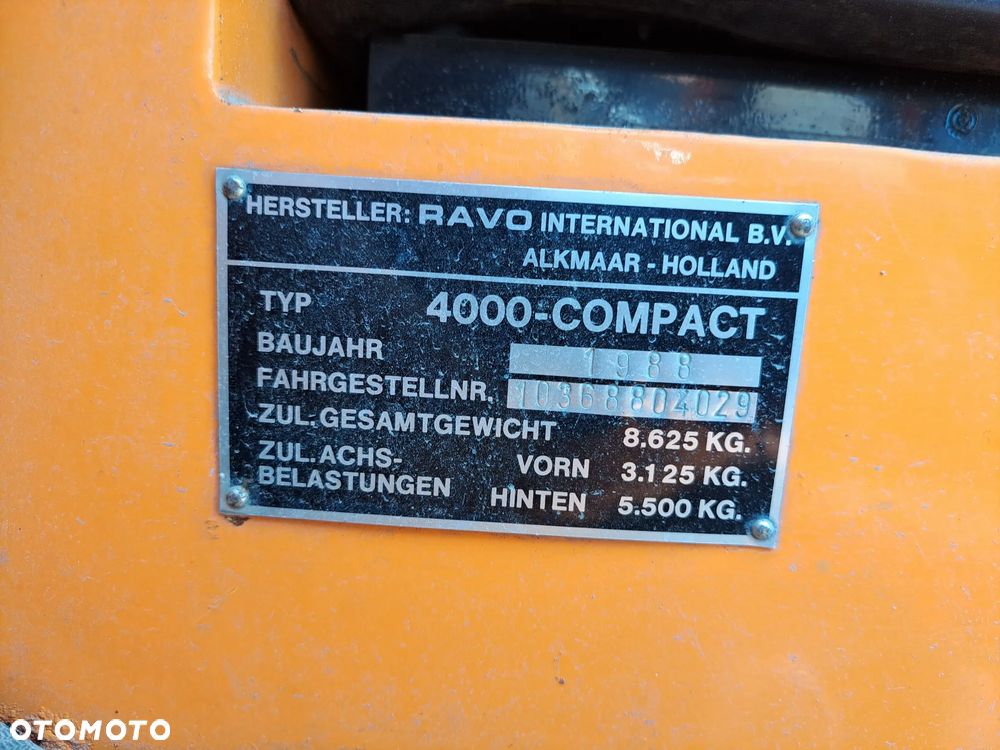 HERSTELLER: RAVO INTERNATIONAL B.V.
ALKMAAR - HOLLAND
TYP 4000-COMPACT
BAUJAHR 1988
FAHRGESTELLNR. 10368804029
ZUL. GESAMTGEWICHT 8.625 KG.
ZUL. ACHS- VORN 3.125 KG.
BELASTUNGEN HINTEN 5.500 KG.
OTOMOTO